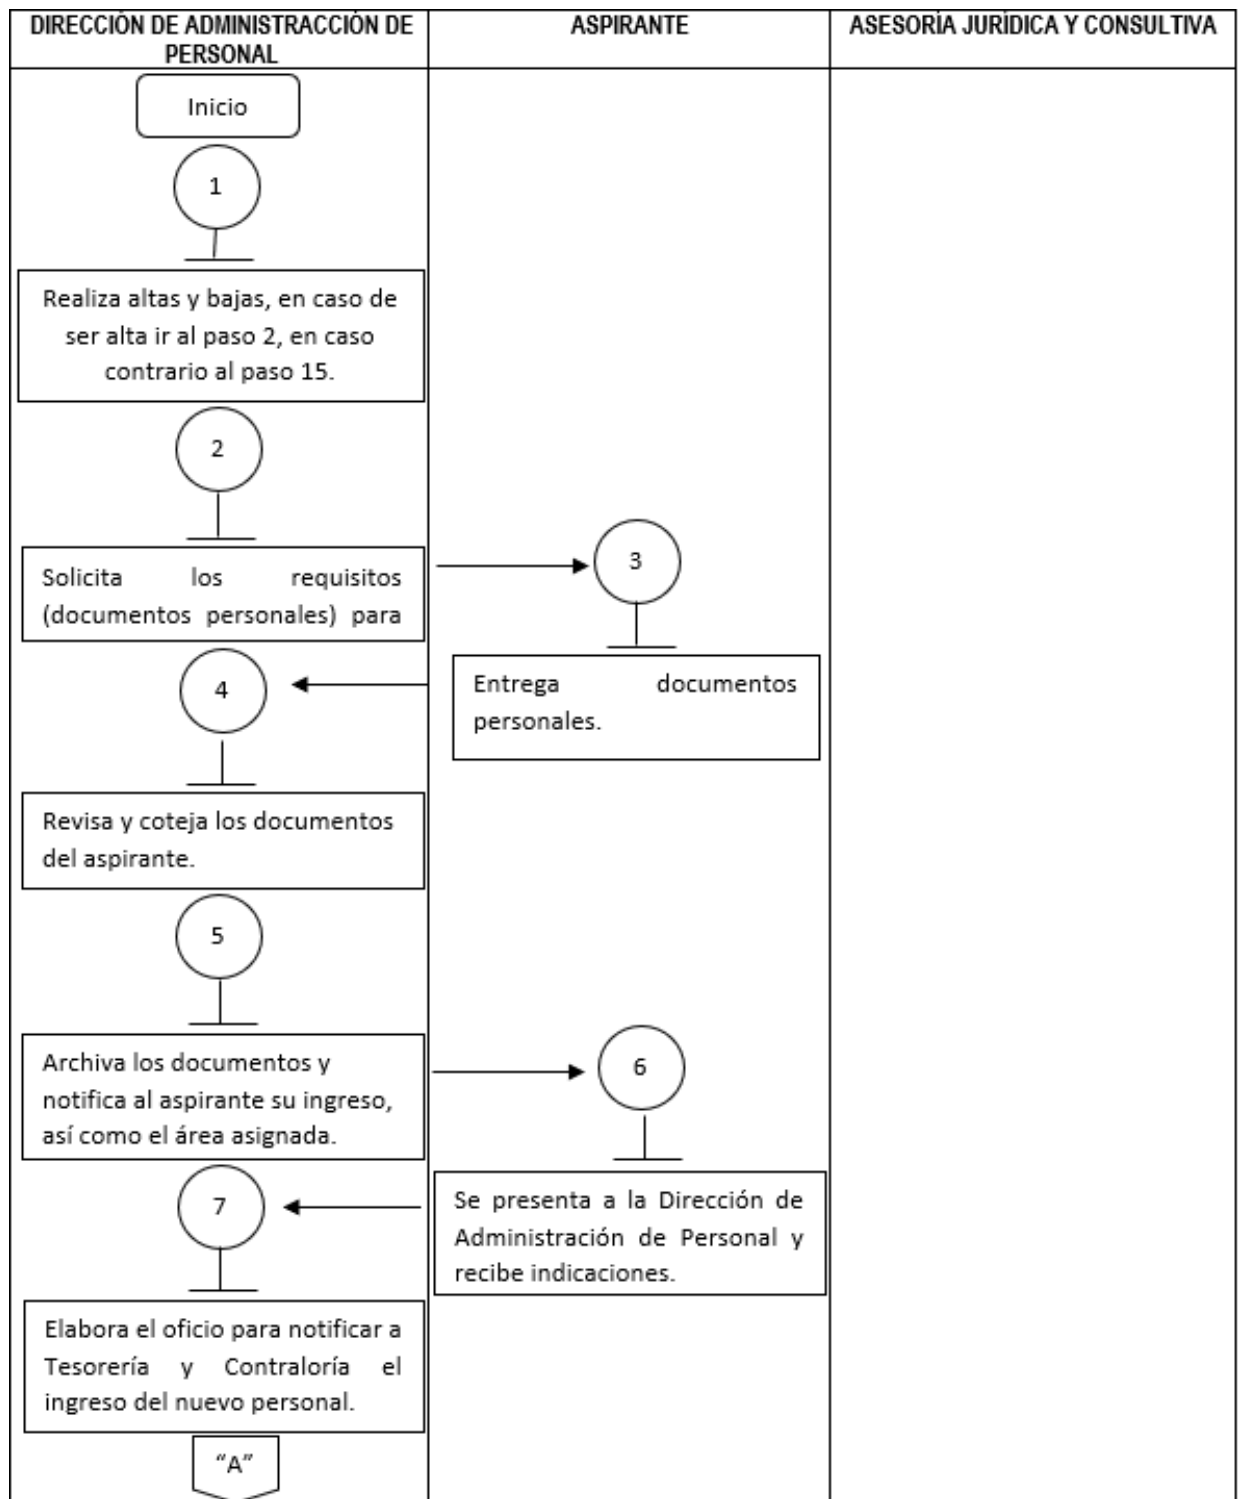 DIRECCIÓN DE ADMINISTRACCIÓN DE
PERSONAL
ASPIRANTE
ASESORÍA JURÍDICA Y CONSULTIVA
Inicio
1
Realiza altas y bajas, en caso de
ser alta ir al paso 2, en caso
contrario al paso 15.
2
Solicita los requisitos
(documentos personales) para
3
Entrega documentos
personales.
4
Revisa y coteja los documentos
del aspirante.
5
Archiva los documentos y
notifica al aspirante su ingreso,
así como el área asignada.
6
Se presenta a la Dirección de
Administración de Personal y
recibe indicaciones.
7
Elabora el oficio para notificar a
Tesorería y Contraloría el
ingreso del nuevo personal.
"A"